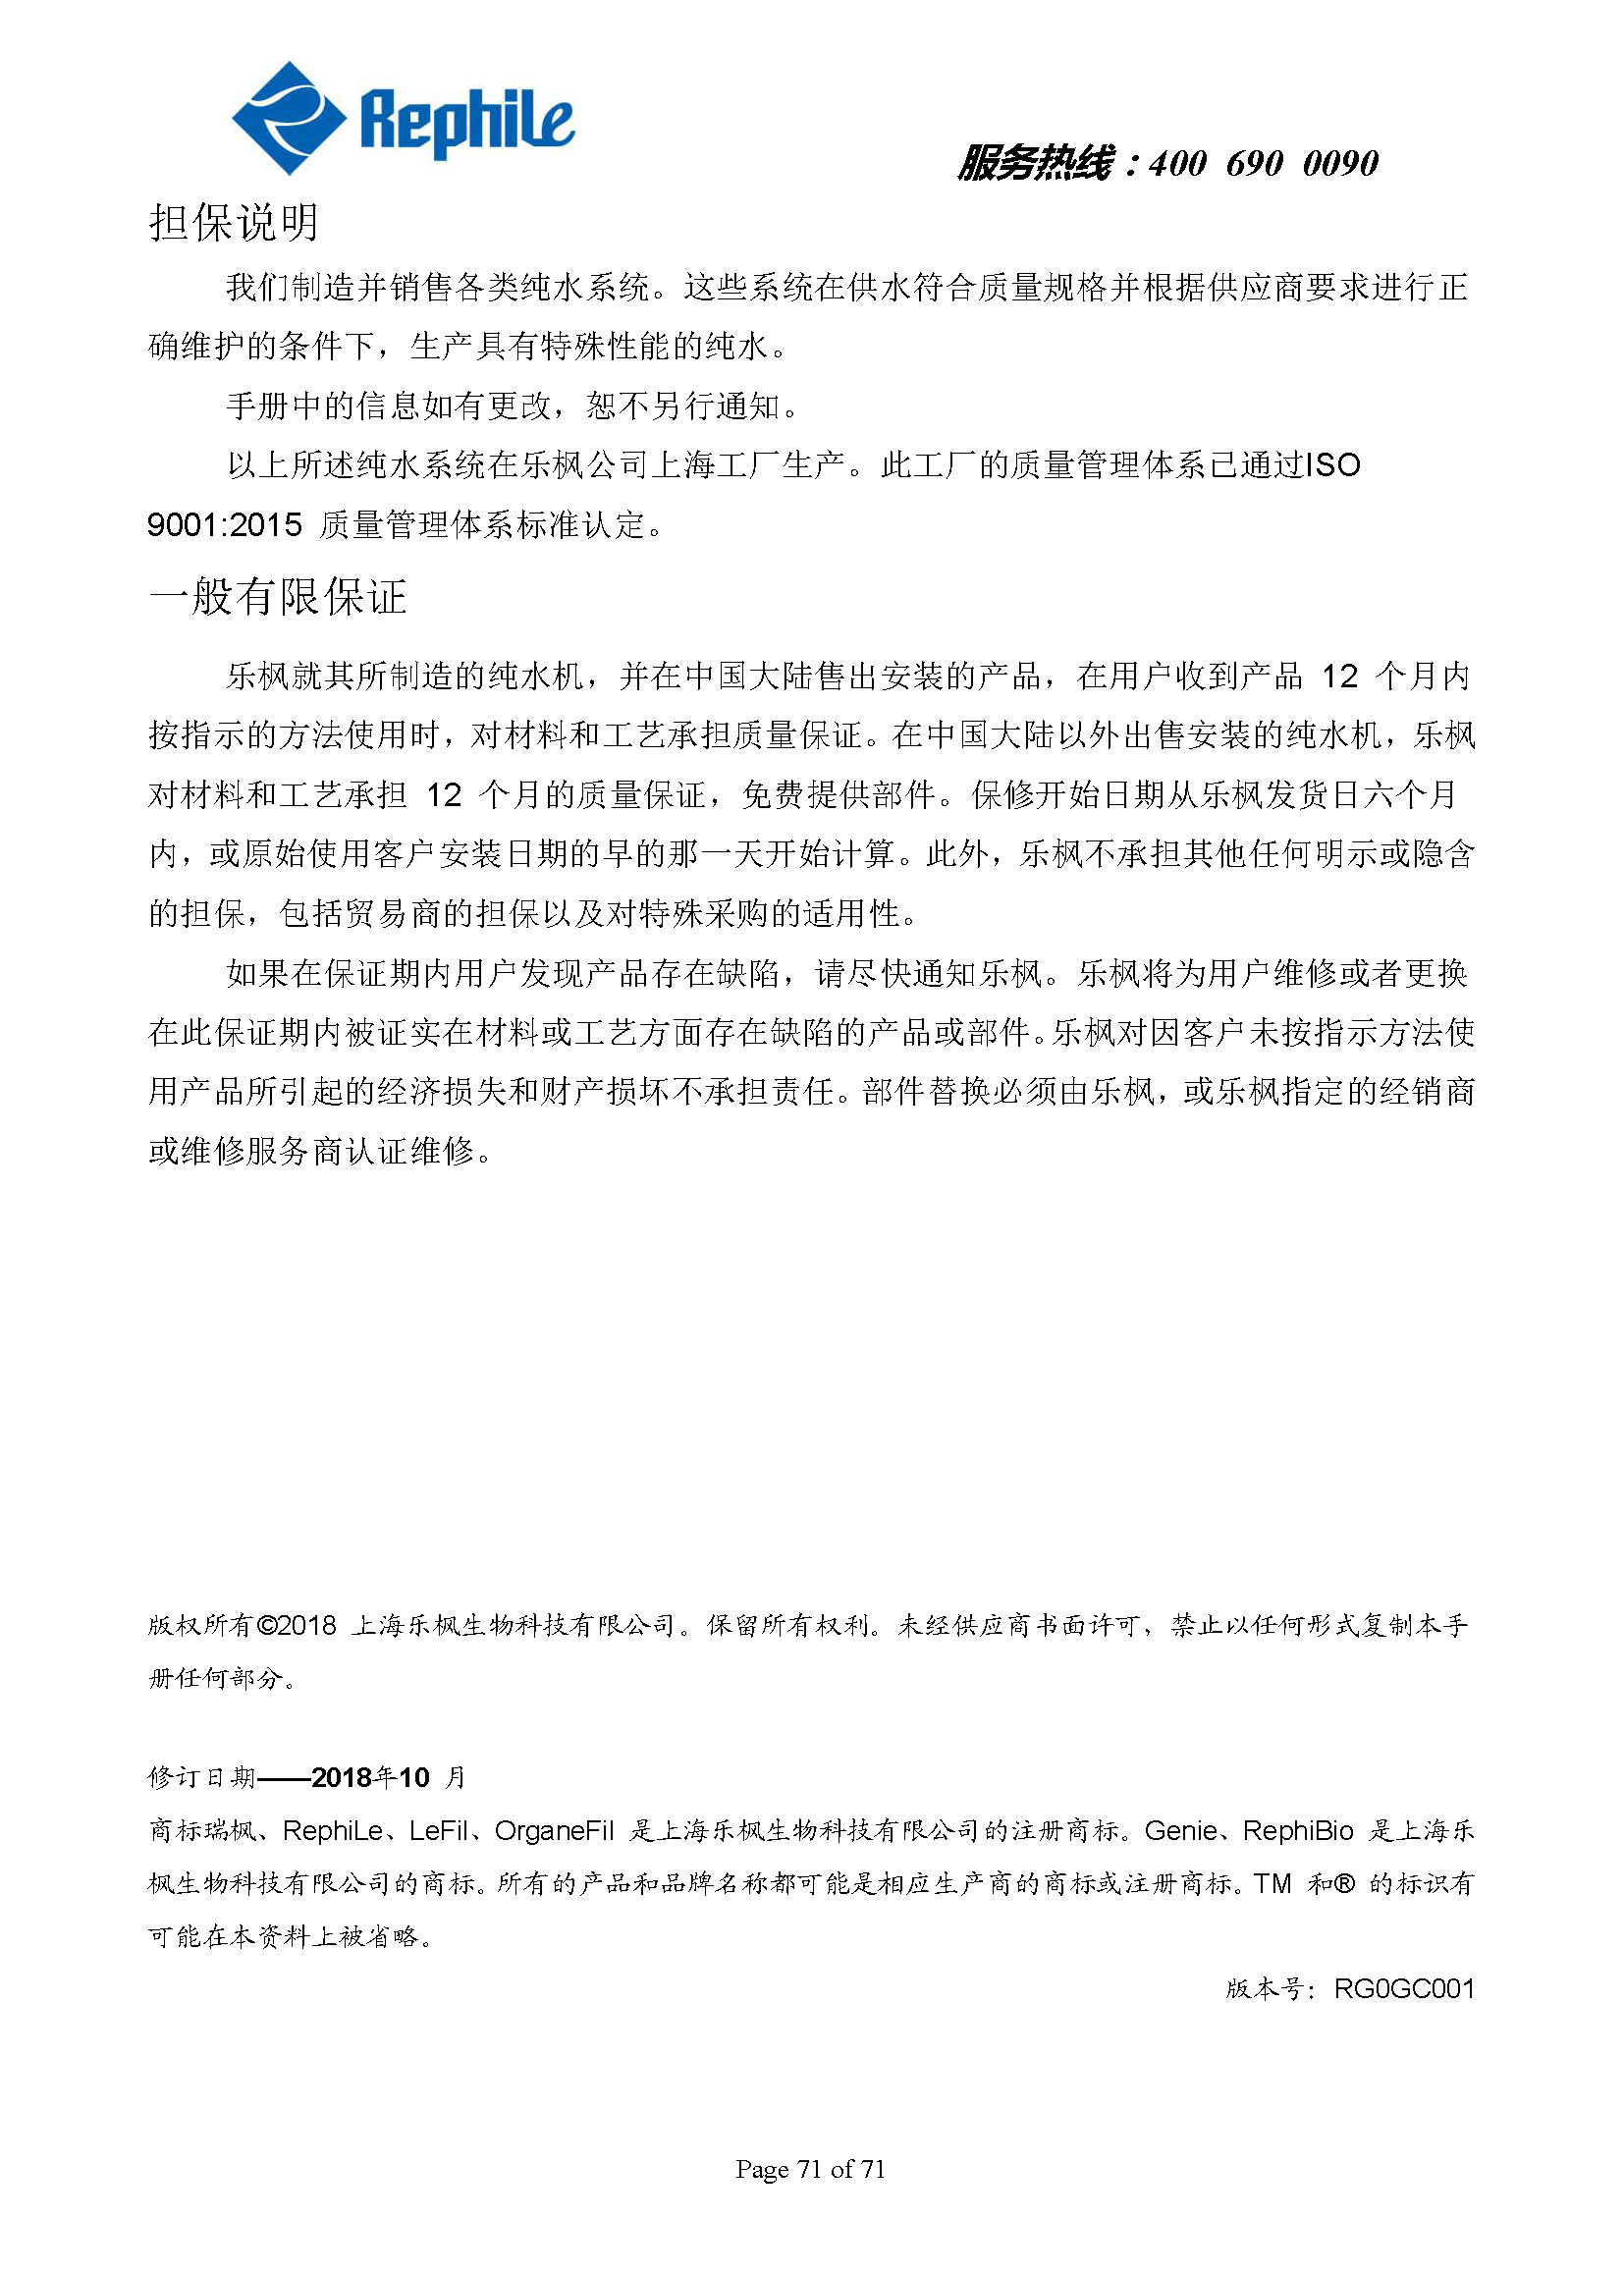 Rephile
服务热线：400 690 0090
担保说明
我们制造并销售各类纯水系统。这些系统在供水符合质量规格并根据供应商要求进行正
确维护的条件下，生产具有特殊性能的纯水。
手册中的信息如有更改，恕不另行通知。
以上所述纯水系统在乐枫公司上海工厂生产。此工厂的质量管理体系已通过ISO
9001:2015 质量管理体系标准认定。
一般有限保证
乐枫就其所制造的纯水机，并在中国大陆售出安装的产品，在用户收到产品 12 个月内
按指示的方法使用时，对材料和工艺承担质量保证。在中国大陆以外出售安装的纯水机，乐枫
对材料和工艺承担 12 个月的质量保证，免费提供部件。保修开始日期从乐枫发货日六个月
内，或原始使用客户安装日期的早的那一天开始计算。此外，乐枫不承担其他任何明示或隐含
的担保，包括贸易商的担保以及对特殊采购的适用性。
如果在保证期内用户发现产品存在缺陷，请尽快通知乐枫。乐枫将为用户维修或者更换
在此保证期内被证实在材料或工艺方面存在缺陷的产品或部件。乐枫对因客户未按指示方法使
用产品所引起的经济损失和财产损坏不承担责任。部件替换必须由乐枫，或乐枫指定的经销商
或维修服务商认证维修。
版权所有©2018 上海乐枫生物科技有限公司。保留所有权利。未经供应商书面许可，禁止以任何形式复制本手
册任何部分。
修订日期——2018年10 月
商标瑞枫、RephiLe、LeFil、OrganeFil 是上海乐枫生物科技有限公司的注册商标。Genie、RephiBio 是上海乐
枫生物科技有限公司的商标。所有的产品和品牌名称都可能是相应生产商的商标或注册商标。TM 和® 的标识有
可能在本资料上被省略。
版本号：RG0GC001
Page 71 of 71